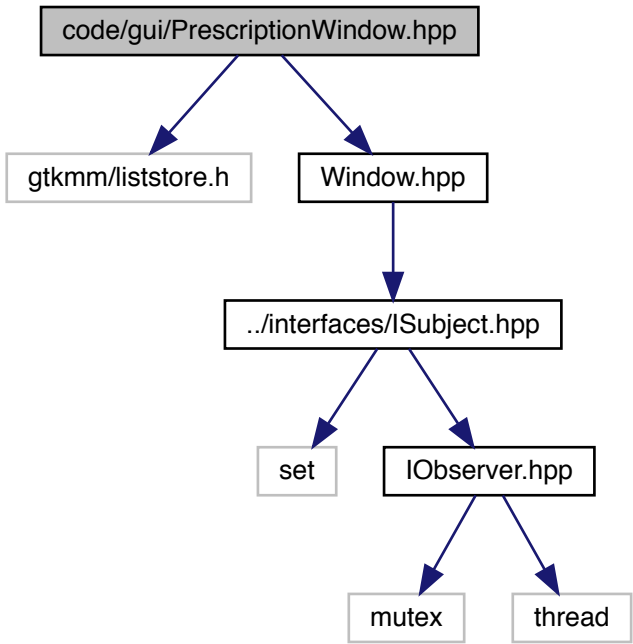 code/gui/PrescriptionWindow.hpp
gtkmm/liststore.h
Window.hpp
../interfaces/ISubject.hpp
set
IObserver.hpp
mutex
thread